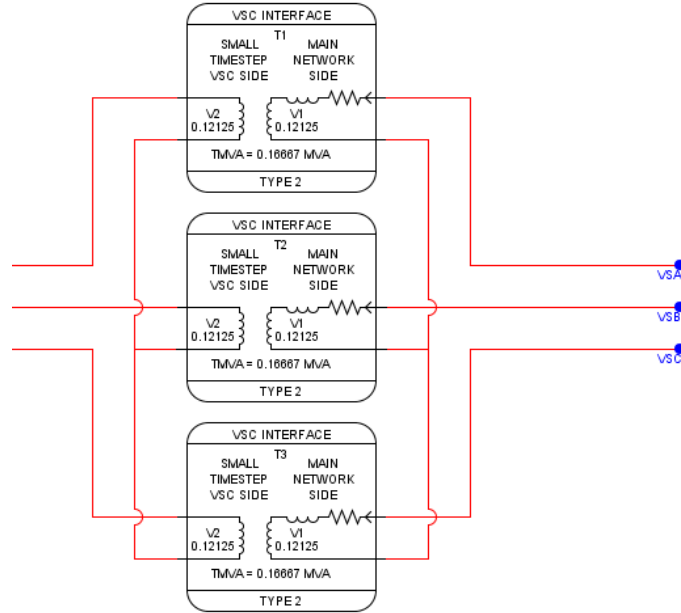 VSC INTERFACE
T1
SMALL TIMESTEP VSC SIDE
MAIN NETWORK SIDE
V2
0.12125
V1
0.12125
TMVA = 0.16667 MVA
TYPE 2
VSC INTERFACE
T2
SMALL TIMESTEP VSC SIDE
MAIN NETWORK SIDE
V2
0.12125
V1
0.12125
TMVA = 0.16667 MVA
TYPE 2
VSC INTERFACE
T3
SMALL TIMESTEP VSC SIDE
MAIN NETWORK SIDE
V2
0.12125
V1
0.12125
TMVA = 0.16667 MVA
TYPE 2
VSA
VSB
VSC